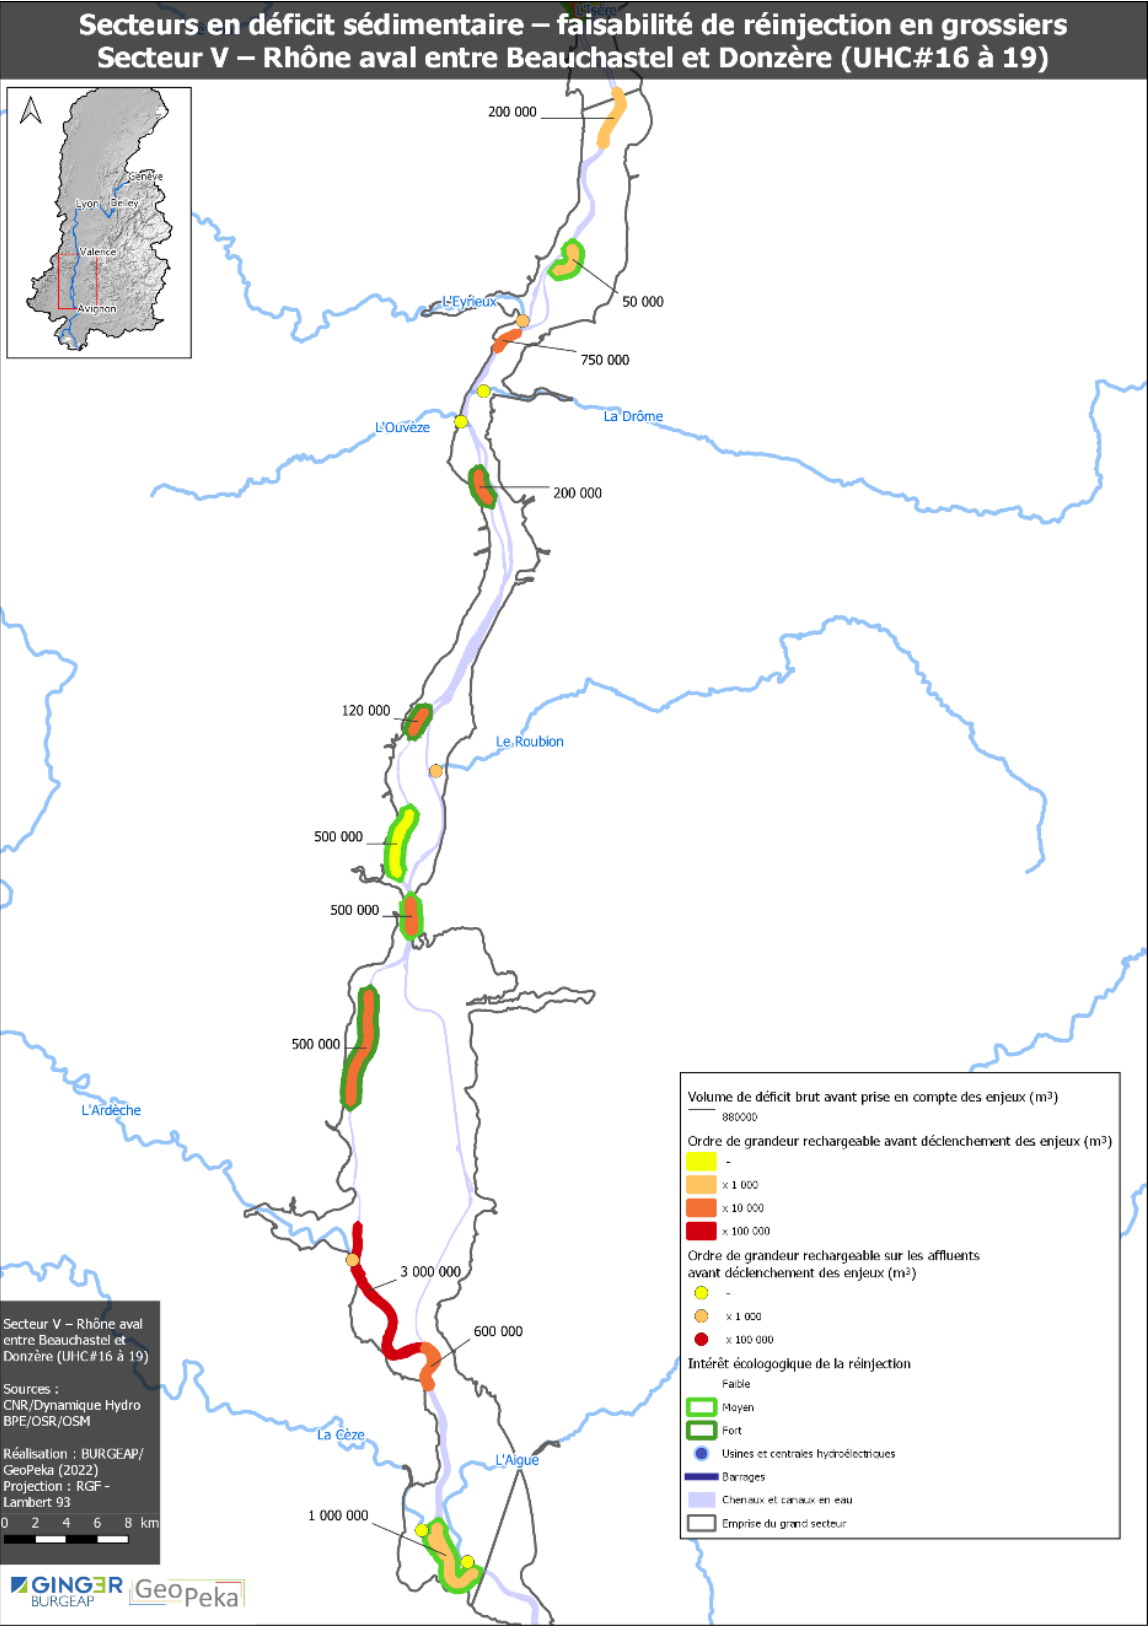 L'Isère
Secteurs en déficit sédimentaire – faisabilité de réinjection en grossiers
Secteur V – Rhône aval entre Beauchastel et Donzère (UHC#16 à 19)
Genève
Lyon
Belley
Valence
Avignon
200 000
50 000
L'Eyrieux
750 000
La Drôme
L'Ouvèze
200 000
120 000
Le Roubion
500 000
500 000
500 000
L'Ardèche
3 000 000
600 000
La Cèze
L'Aigue
1 000 000
Volume de déficit brut avant prise en compte des enjeux (m³)
880000
Ordre de grandeur rechargeable avant déclenchement des enjeux (m³)
-
x 1 000
x 10 000
x 100 000
Ordre de grandeur rechargeable sur les affluents
avant déclenchement des enjeux (m³)
-
x 1 000
x 100 000
Intérêt écologogique de la réinjection
Faible
Moyen
Fort
Usines et centrales hydroélectriques
Barrages
Chenaux et canaux en eau
Emprise du grand secteur
Secteur V – Rhône aval
entre Beauchastel et
Donzère (UHC#16 à 19)
Sources :
CNR/Dynamique Hydro
BPE/OSR/OSM
Réalisation : BURGEAP/
GeoPeka (2022)
Projection : RGF -
Lambert 93
0 2 4 6 8 km
GINGER
BURGEAP
GeoPeka